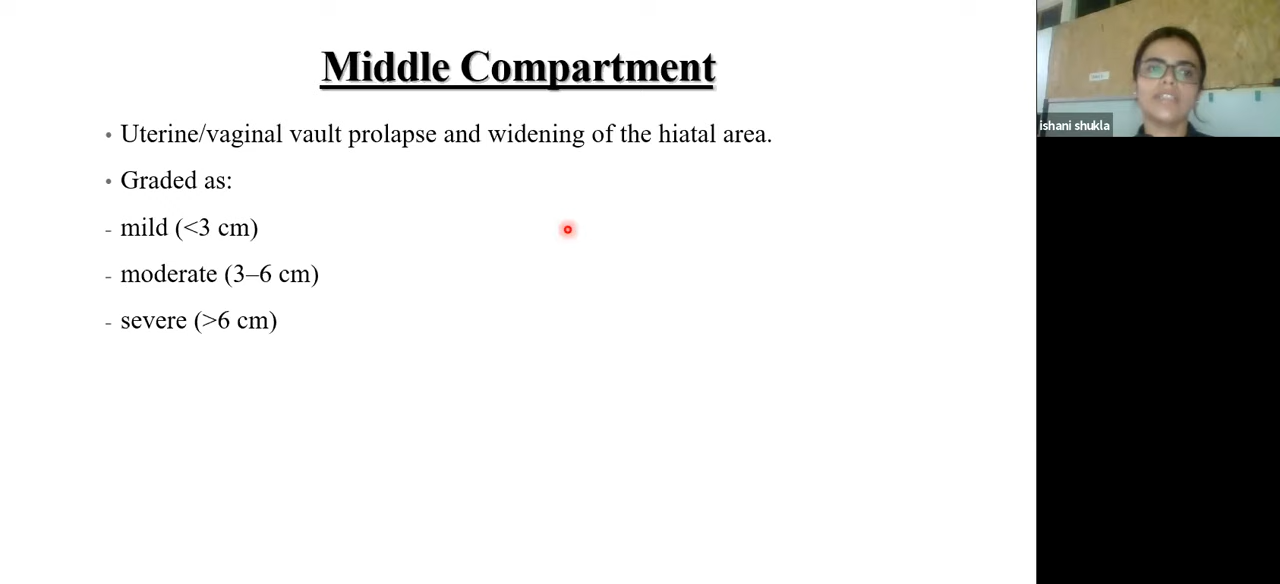 Middle Compartment
• Uterine/vaginal vault prolapse and widening of the hiatal area.
• Graded as:
- mild (<3 cm)
- moderate (3–6 cm)
- severe (>6 cm)
ishani shukla